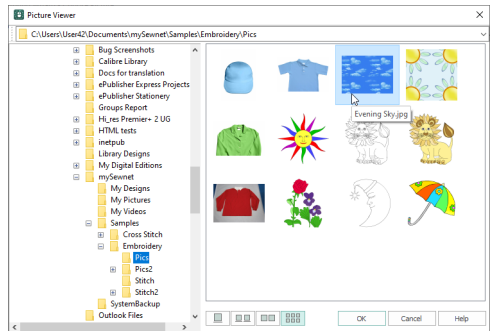 Picture Viewer
C:\Users\User42\Documents\mySewnet\Samples\Embroidery\Pics
Bug Screenshots
Calibre Library
Docs for translation
ePublisher Express Projects
ePublisher Stationery
Groups Report
Hi_res Premier+ 2 UG
HTML tests
inetpub
Library Designs
My Digital Editions
mySewnet
My Designs
My Pictures
My Videos
Samples
Cross Stitch
Embroidery
Pics
Pics2
Stitch
Stitch2
SystemBackup
Outlook Files
Evening Sky.jpg
OK
Cancel
Help